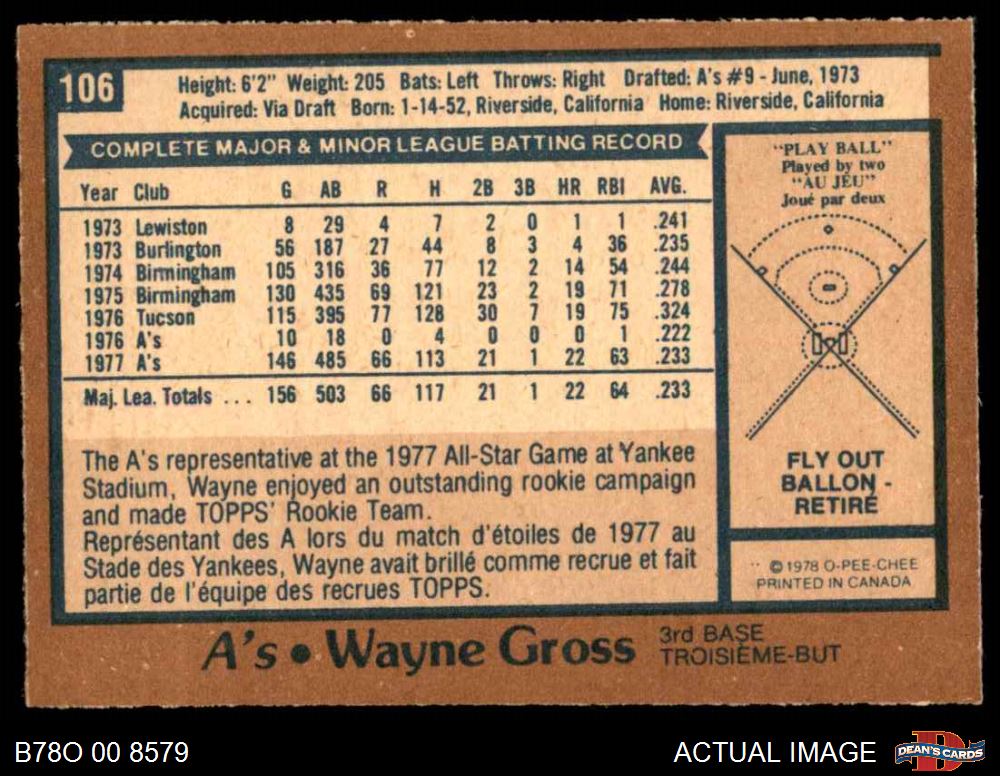 106
Height: 6'2" Weight: 205 Bats: Left Throws: Right Drafted: A's #9 - June, 1973
Acquired: Via Draft Born: 1-14-52, Riverside, California Home: Riverside, California
COMPLETE MAJOR & MINOR LEAGUE BATTING RECORD
Year Club G AB R H 2B 3B HR RBI AVG.
1973 Lewiston 8 29 4 7 2 0 1 1 .241
1973 Burlington 56 187 27 44 8 3 4 36 .235
1974 Birmingham 105 316 36 77 12 2 14 54 .244
1975 Birmingham 130 435 69 121 23 2 19 71 .278
1976 Tucson 115 395 77 128 30 7 19 75 .324
1976 A's 10 18 0 4 0 0 0 1 .222
1977 A's 146 485 66 113 21 1 22 63 .233
Maj. Lea. Totals ... 156 503 66 117 21 1 22 64 .233
The A's representative at the 1977 All-Star Game at Yankee
Stadium, Wayne enjoyed an outstanding rookie campaign
and made TOPPS' Rookie Team.
Représentant des A lors du match d'étoiles de 1977 au
Stade des Yankees, Wayne avait brillé comme recrue et fait
partie de l'équipe des recrues TOPPS.
"PLAY BALL"
Played by two
"AU JEU"
Joué par deux
FLY OUT
BALLON -
RETIRÉ
© 1978 O-PEE-CHEE
PRINTED IN CANADA
A's • Wayne Gross
3rd BASE
TROISIÈME-BUT
B78O 00 8579
ACTUAL IMAGE
D
DEAN'S CARDS